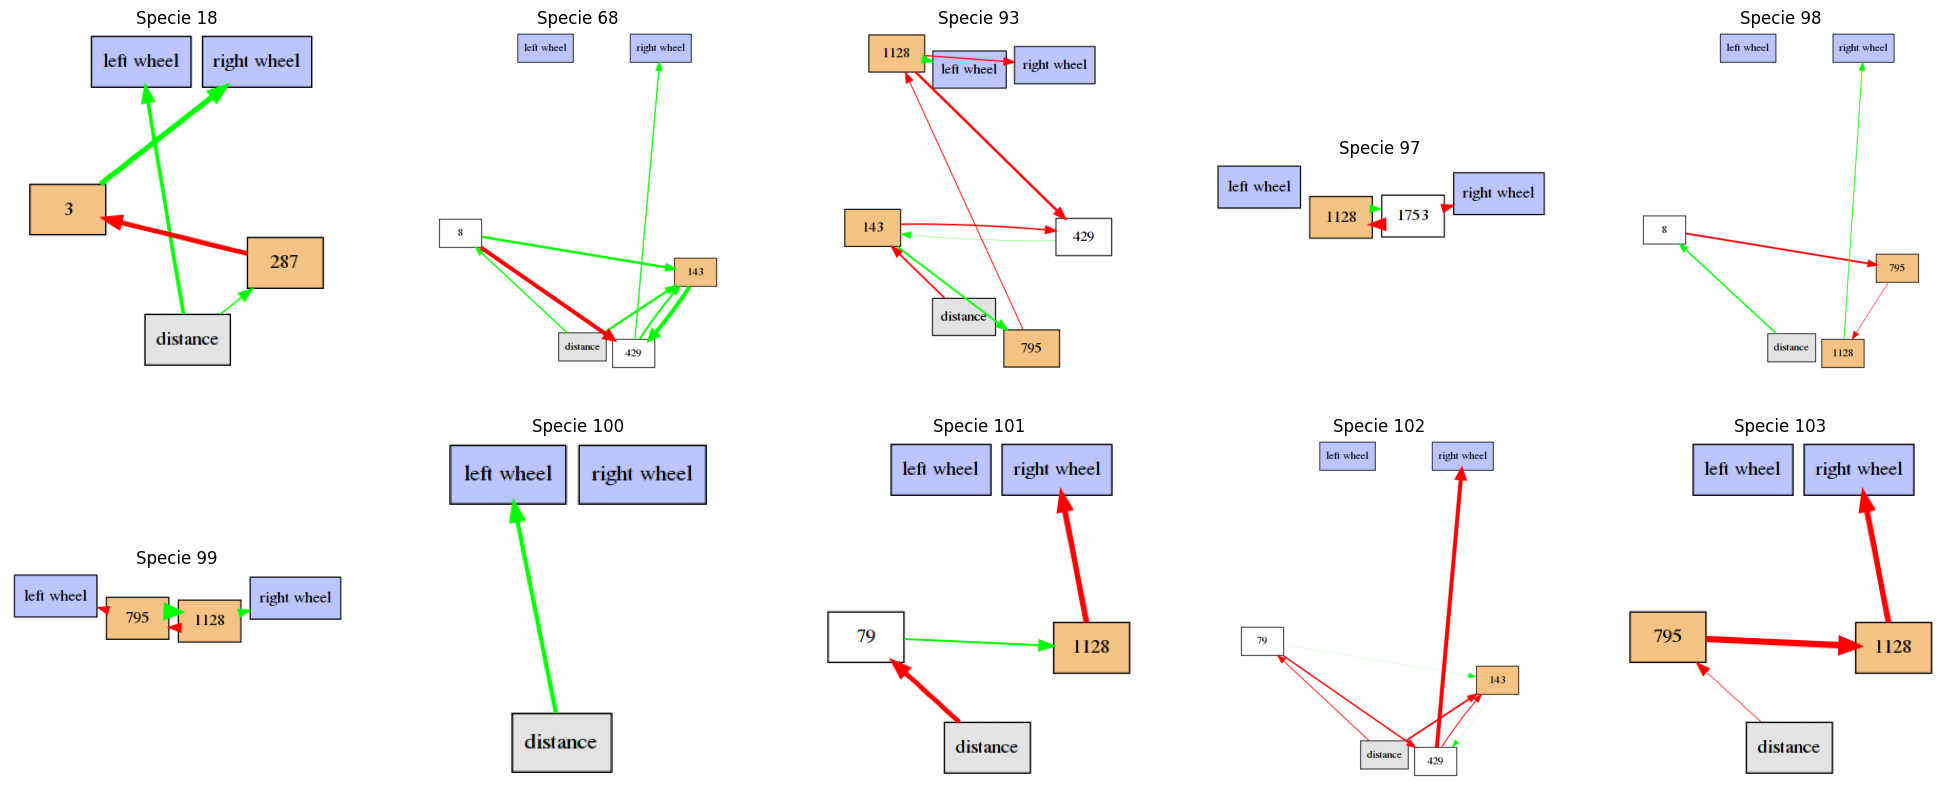 Specie 18
left wheel
right wheel
3
287
distance
Specie 68
left wheel
right wheel
8
143
distance
429
Specie 93
1128
left wheel
right wheel
143
429
distance
795
Specie 97
left wheel
1128
1753
right wheel
Specie 98
left wheel
right wheel
8
795
distance
1128
Specie 99
left wheel
795
1128
right wheel
Specie 100
left wheel
right wheel
distance
Specie 101
left wheel
right wheel
79
1128
distance
Specie 102
left wheel
right wheel
79
143
distance
429
Specie 103
left wheel
right wheel
795
1128
distance